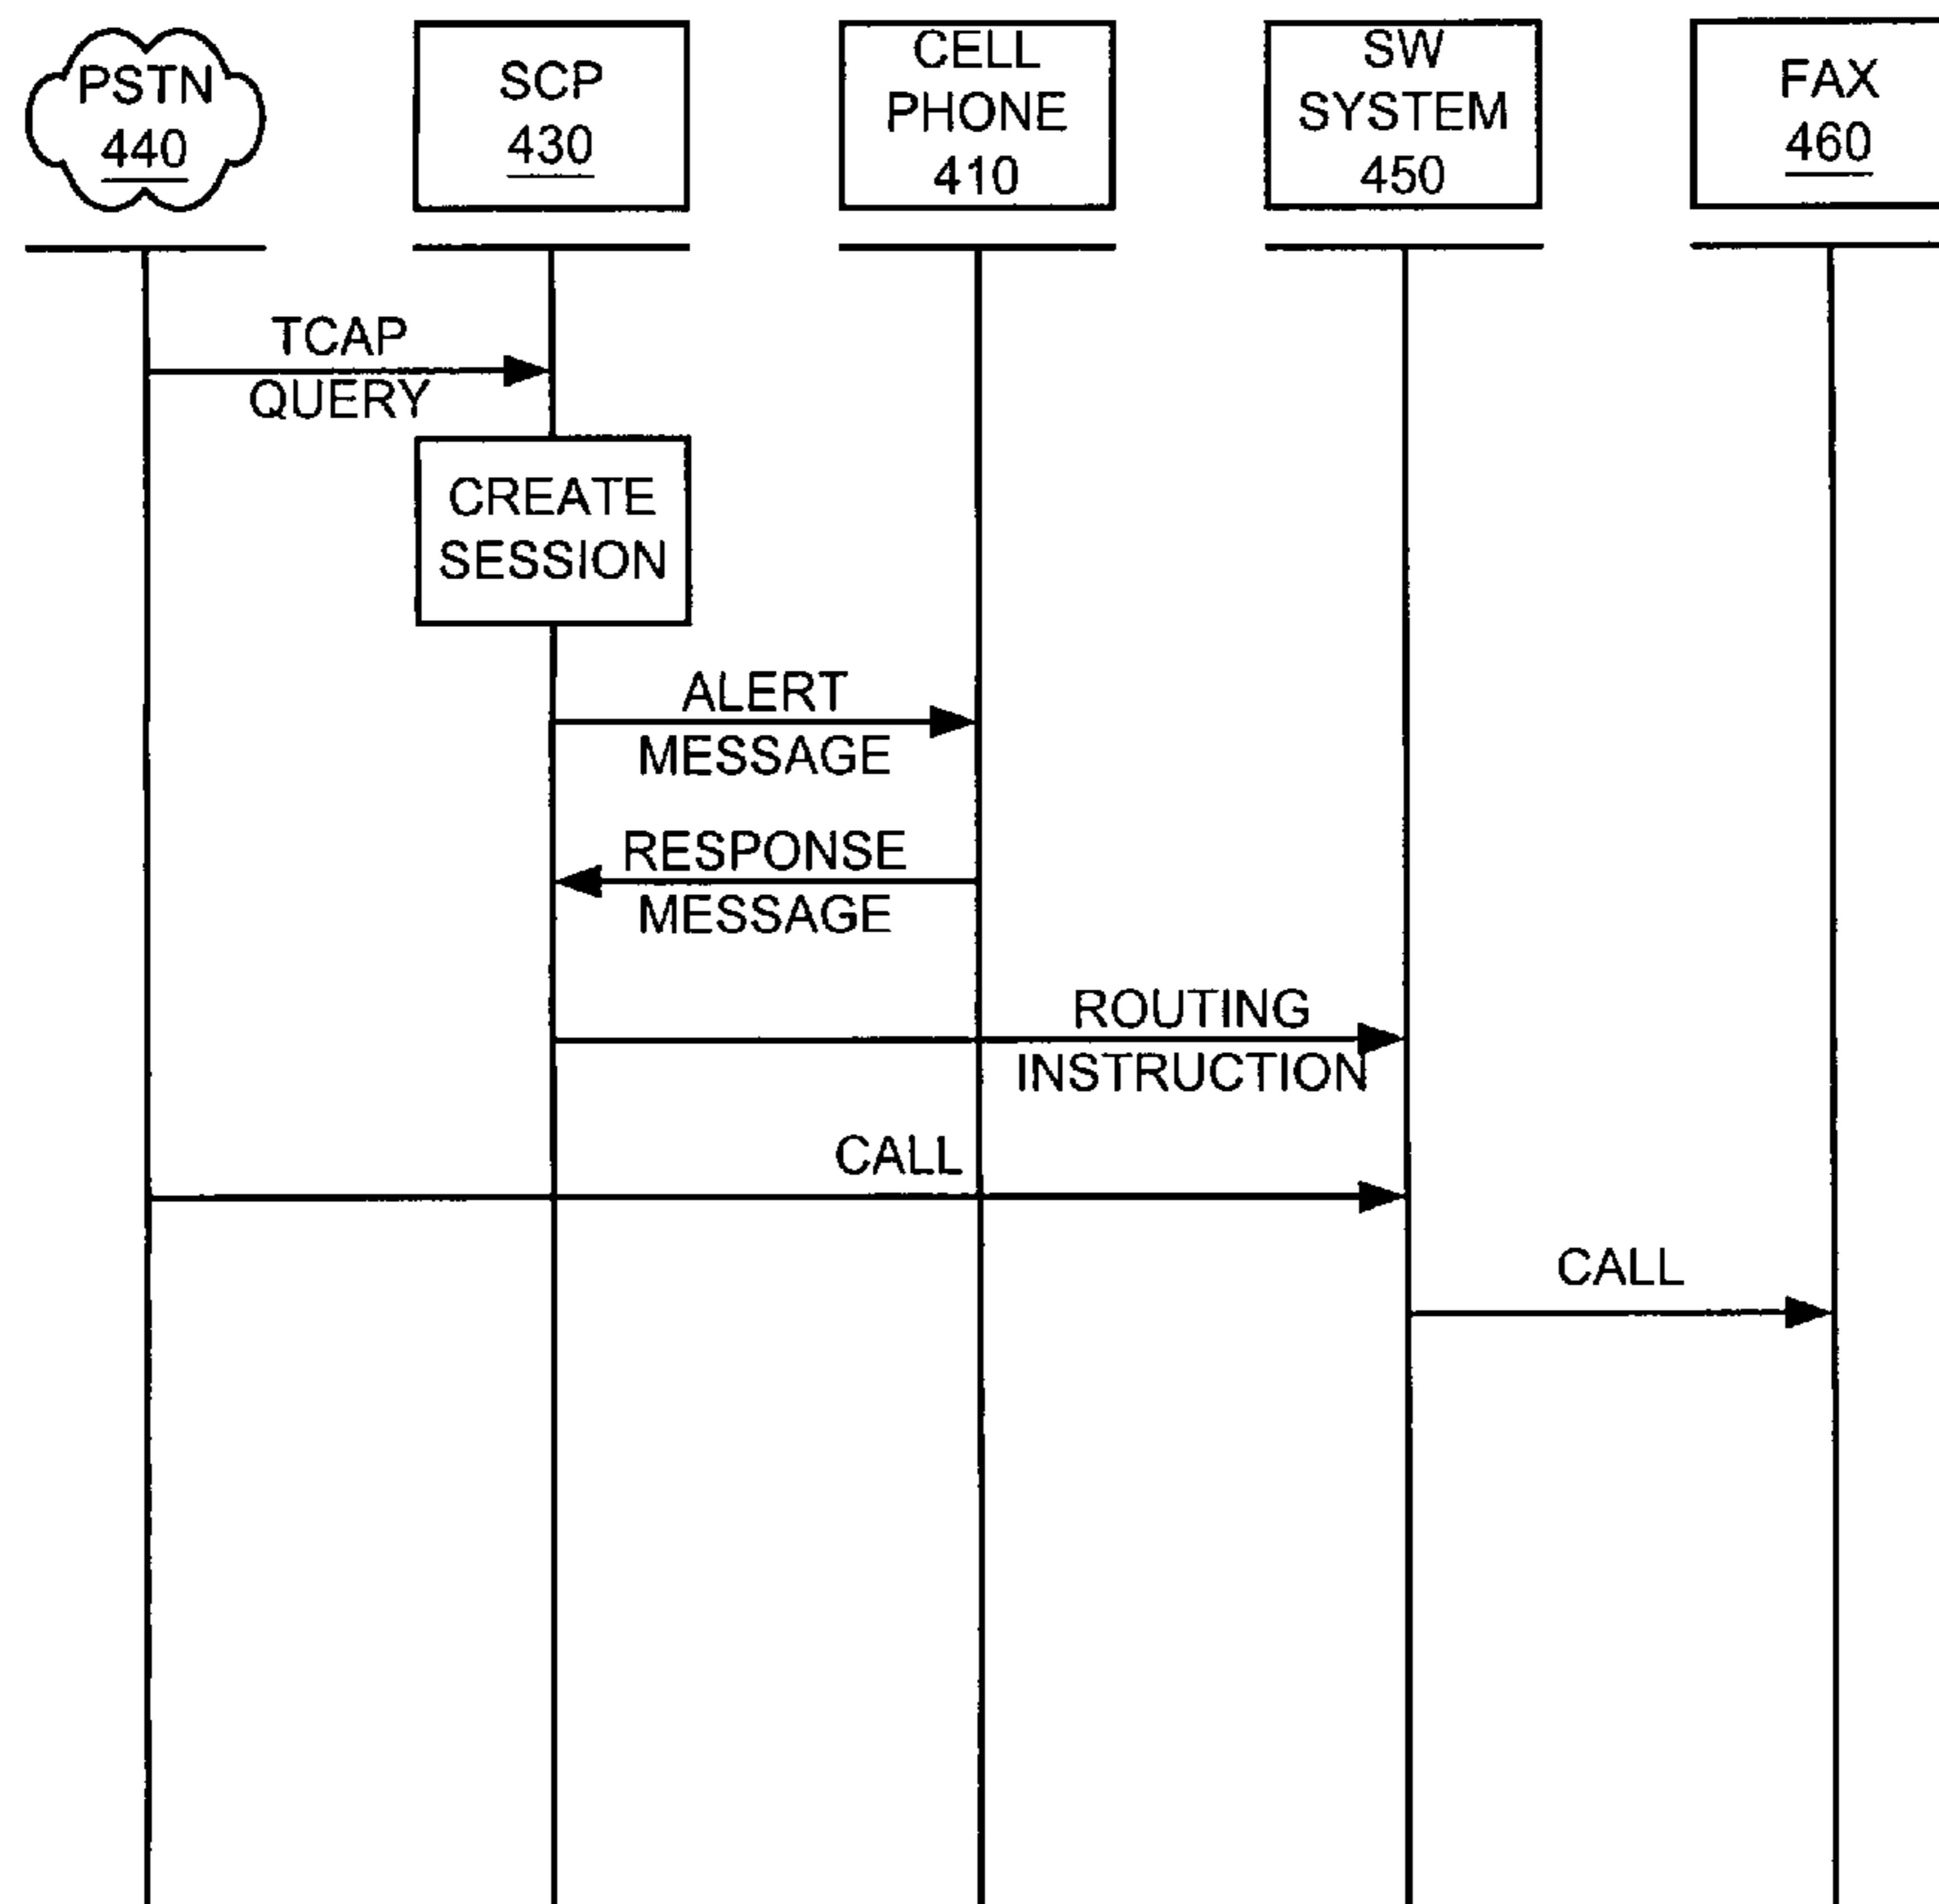 PSTN
440
SCP
430
CELL
PHONE
410
SW
SYSTEM
450
FAX
460
TCAP
QUERY
CREATE
SESSION
ALERT
MESSAGE
RESPONSE
MESSAGE
ROUTING
INSTRUCTION
CALL
CALL